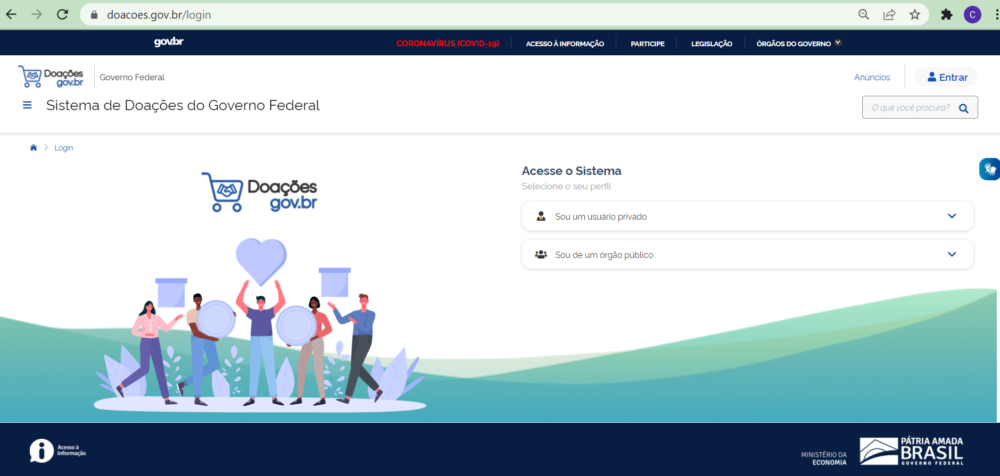 doacoes.gov.br/login
C
gov.br
CORONAVÍRUS (COVID-19)
ACESSO À INFORMAÇÃO
PARTICIPE
LEGISLAÇÃO
ÓRGÃOS DO GOVERNO
Doações
gov.br
Governo Federal
Anúncios
Entrar
Sistema de Doações do Governo Federal
O que você procura?
Login
Doações
gov.br
Acesse o Sistema
Selecione o seu perfil
Sou um usuário privado
Sou de um órgão público
Acesso à
Informação
MINISTÉRIO DA
ECONOMIA
PÁTRIA AMADA
BRASIL
GOVERNO FEDERAL